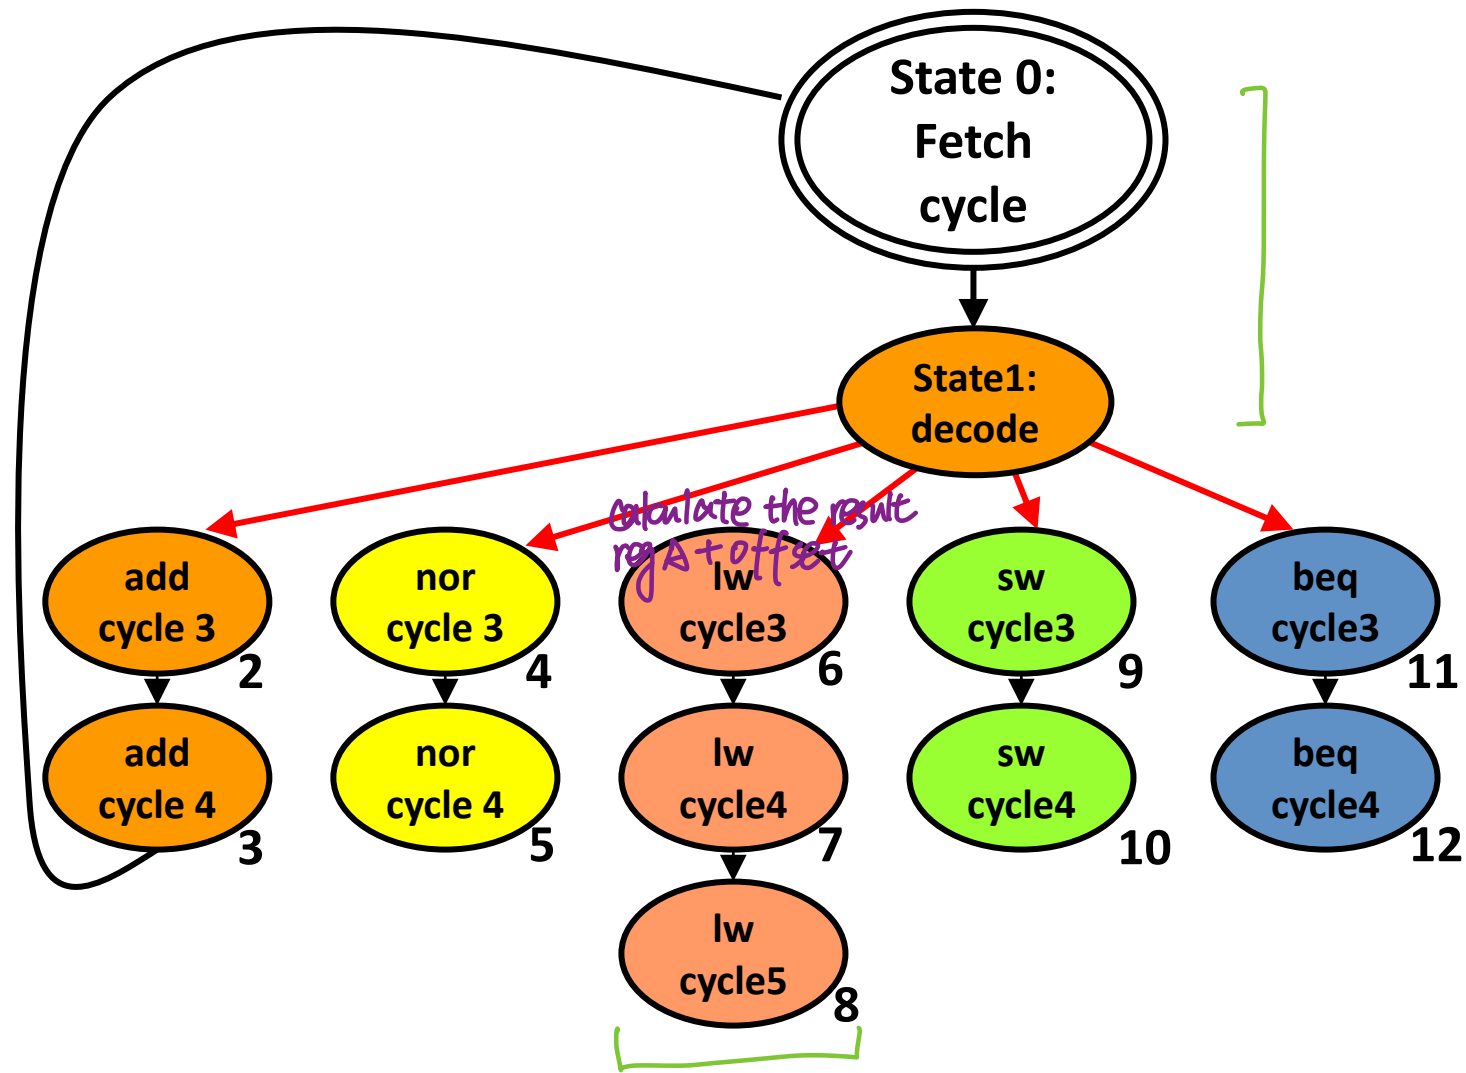 State 0:
Fetch
cycle
State1:
decode
calculate the result
reg A + offset
add
cycle 3
2
nor
cycle 3
4
lw
cycle3
6
sw
cycle3
9
beq
cycle3
11
add
cycle 4
3
nor
cycle 4
5
lw
cycle4
7
sw
cycle4
10
beq
cycle4
12
lw
cycle5
8